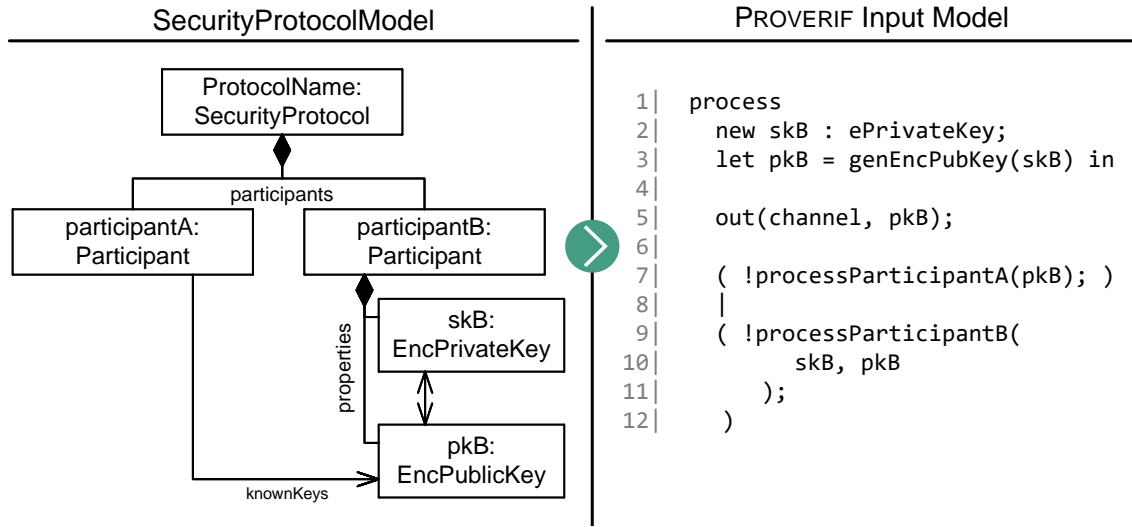 SecurityProtocolModel
ProtocolName:
SecurityProtocol
participants
participantA:
Participant
participantB:
Participant
properties
skB:
EncPrivateKey
pkB:
EncPublicKey
knownKeys
PROVERIF Input Model
1| process
2| new skB : ePrivateKey;
3| let pkB = genEncPubKey(skB) in
4|
5| out(channel, pkB);
6|
7| ( !processParticipantA(pkB); )
8| |
9| ( !processParticipantB(
10| skB, pkB
11| );
12| )